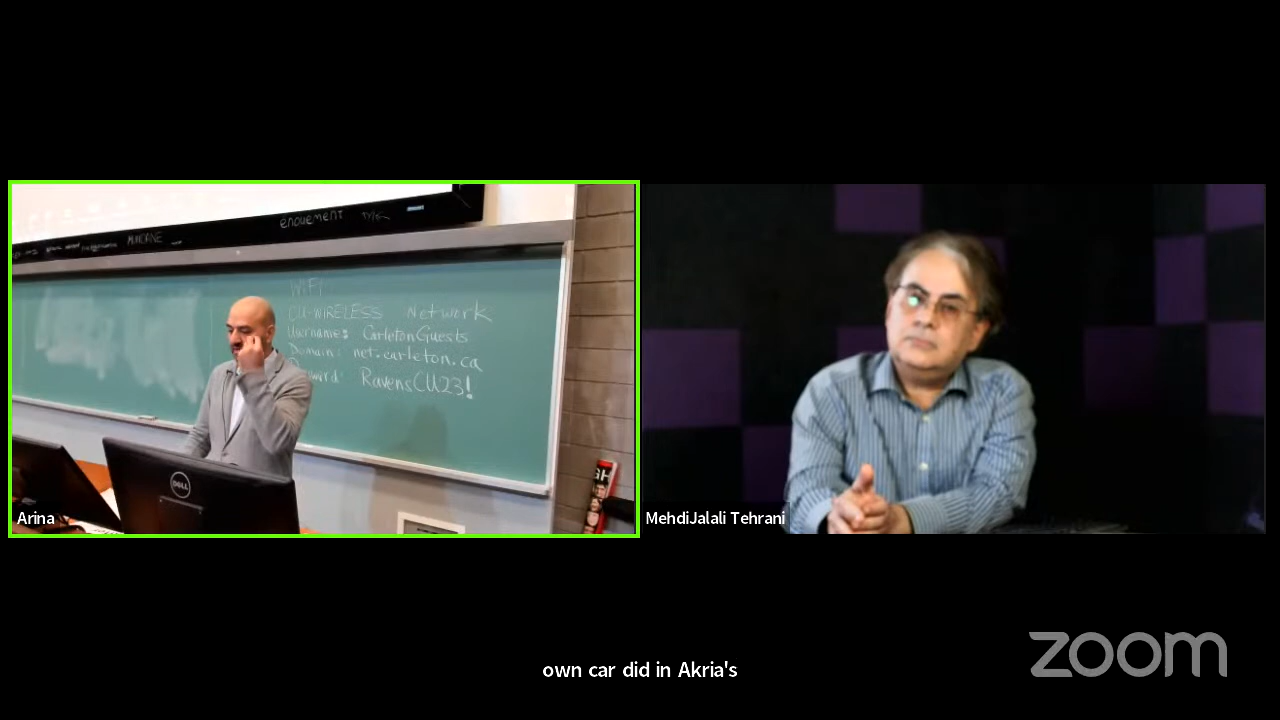 enouement
WiFi
CU-WIRELESS Network
Username: CarletonGuests
Domain: net.carleton.ca
RavensCU23!
DELL
GH
Arina
MehdiJalali Tehrani
own car did in Akria's
zoom